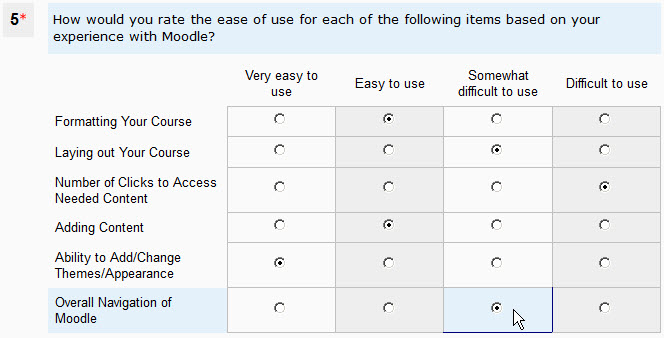 5*
How would you rate the ease of use for each of the following items based on your
experience with Moodle?
Very easy to
use
Easy to use
Somewhat
difficult to use
Difficult to use
Formatting Your Course
Laying out Your Course
Number of Clicks to Access
Needed Content
Adding Content
Ability to Add/Change
Themes/Appearance
Overall Navigation of
Moodle